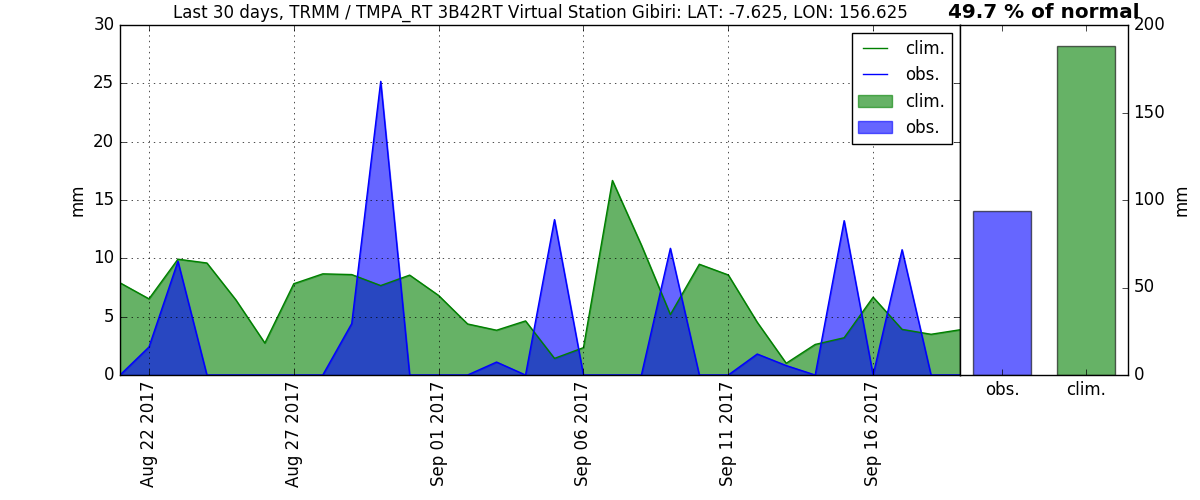 Last 30 days, TRMM / TMPA_RT 3B42RT Virtual Station Gibiri: LAT: -7.625, LON: 156.625
49.7 % of normal
30
25
20
15
10
5
0
mm
clim.
obs.
clim.
obs.
200
150
100
50
0
mm
Aug 22 2017
Aug 27 2017
Sep 01 2017
Sep 06 2017
Sep 11 2017
Sep 16 2017
obs.
clim.